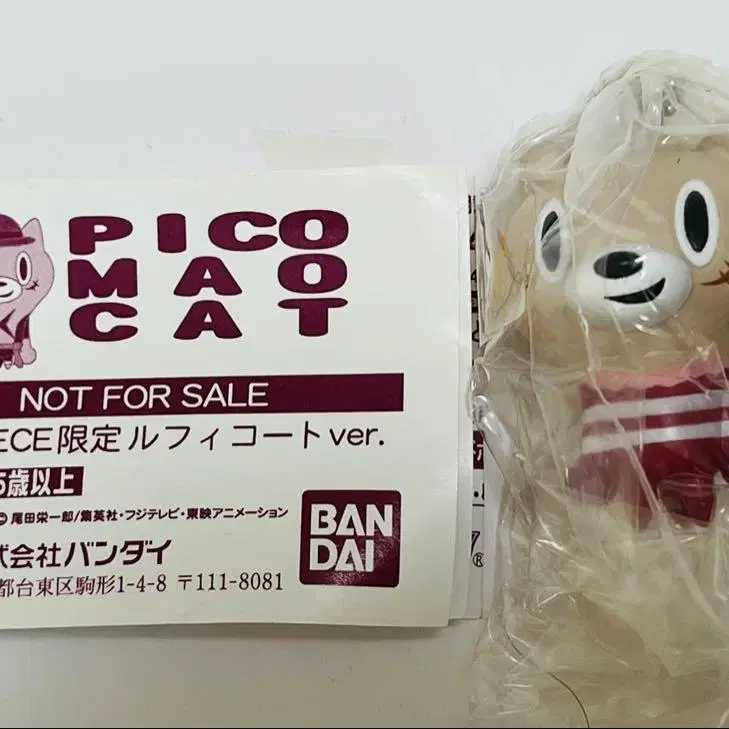 PICO
MAO
CAT
NOT FOR SALE
ECE限定ルフィコートver.
歳以上
©尾田栄一郎/集英社・フジテレビ・東映アニメーション
式会社バンダイ
都台東区駒形1-4-8 〒111-8081
BAN
DAI
®